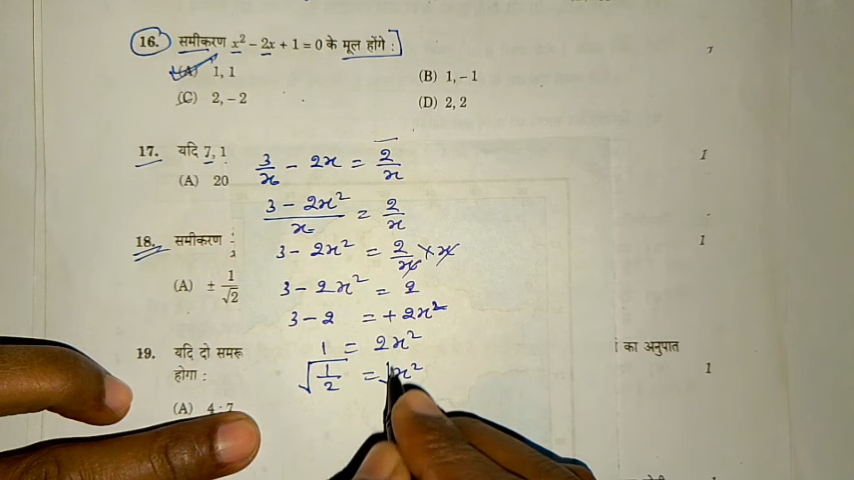 16. समीकरण x² − 2x + 1 = 0 के मूल होंगे :
(A) 1, 1
(B) 1, −1
(C) 2, −2
(D) 2, 2
17. यदि 7, 1
(A) 20
1
3/x − 2x = 2/x
(3 − 2x²)/x = 2/x
18. समीकरण :
1
3 − 2x² = 2/x × x
(A) ± 1/√2
3 − 2x² = 2
3 − 2 = + 2x²
1 = 2x²
√(1/2) = √x²
19. यदि दो समरू
का अनुपात
होगा :
1
(A) 4 : 7